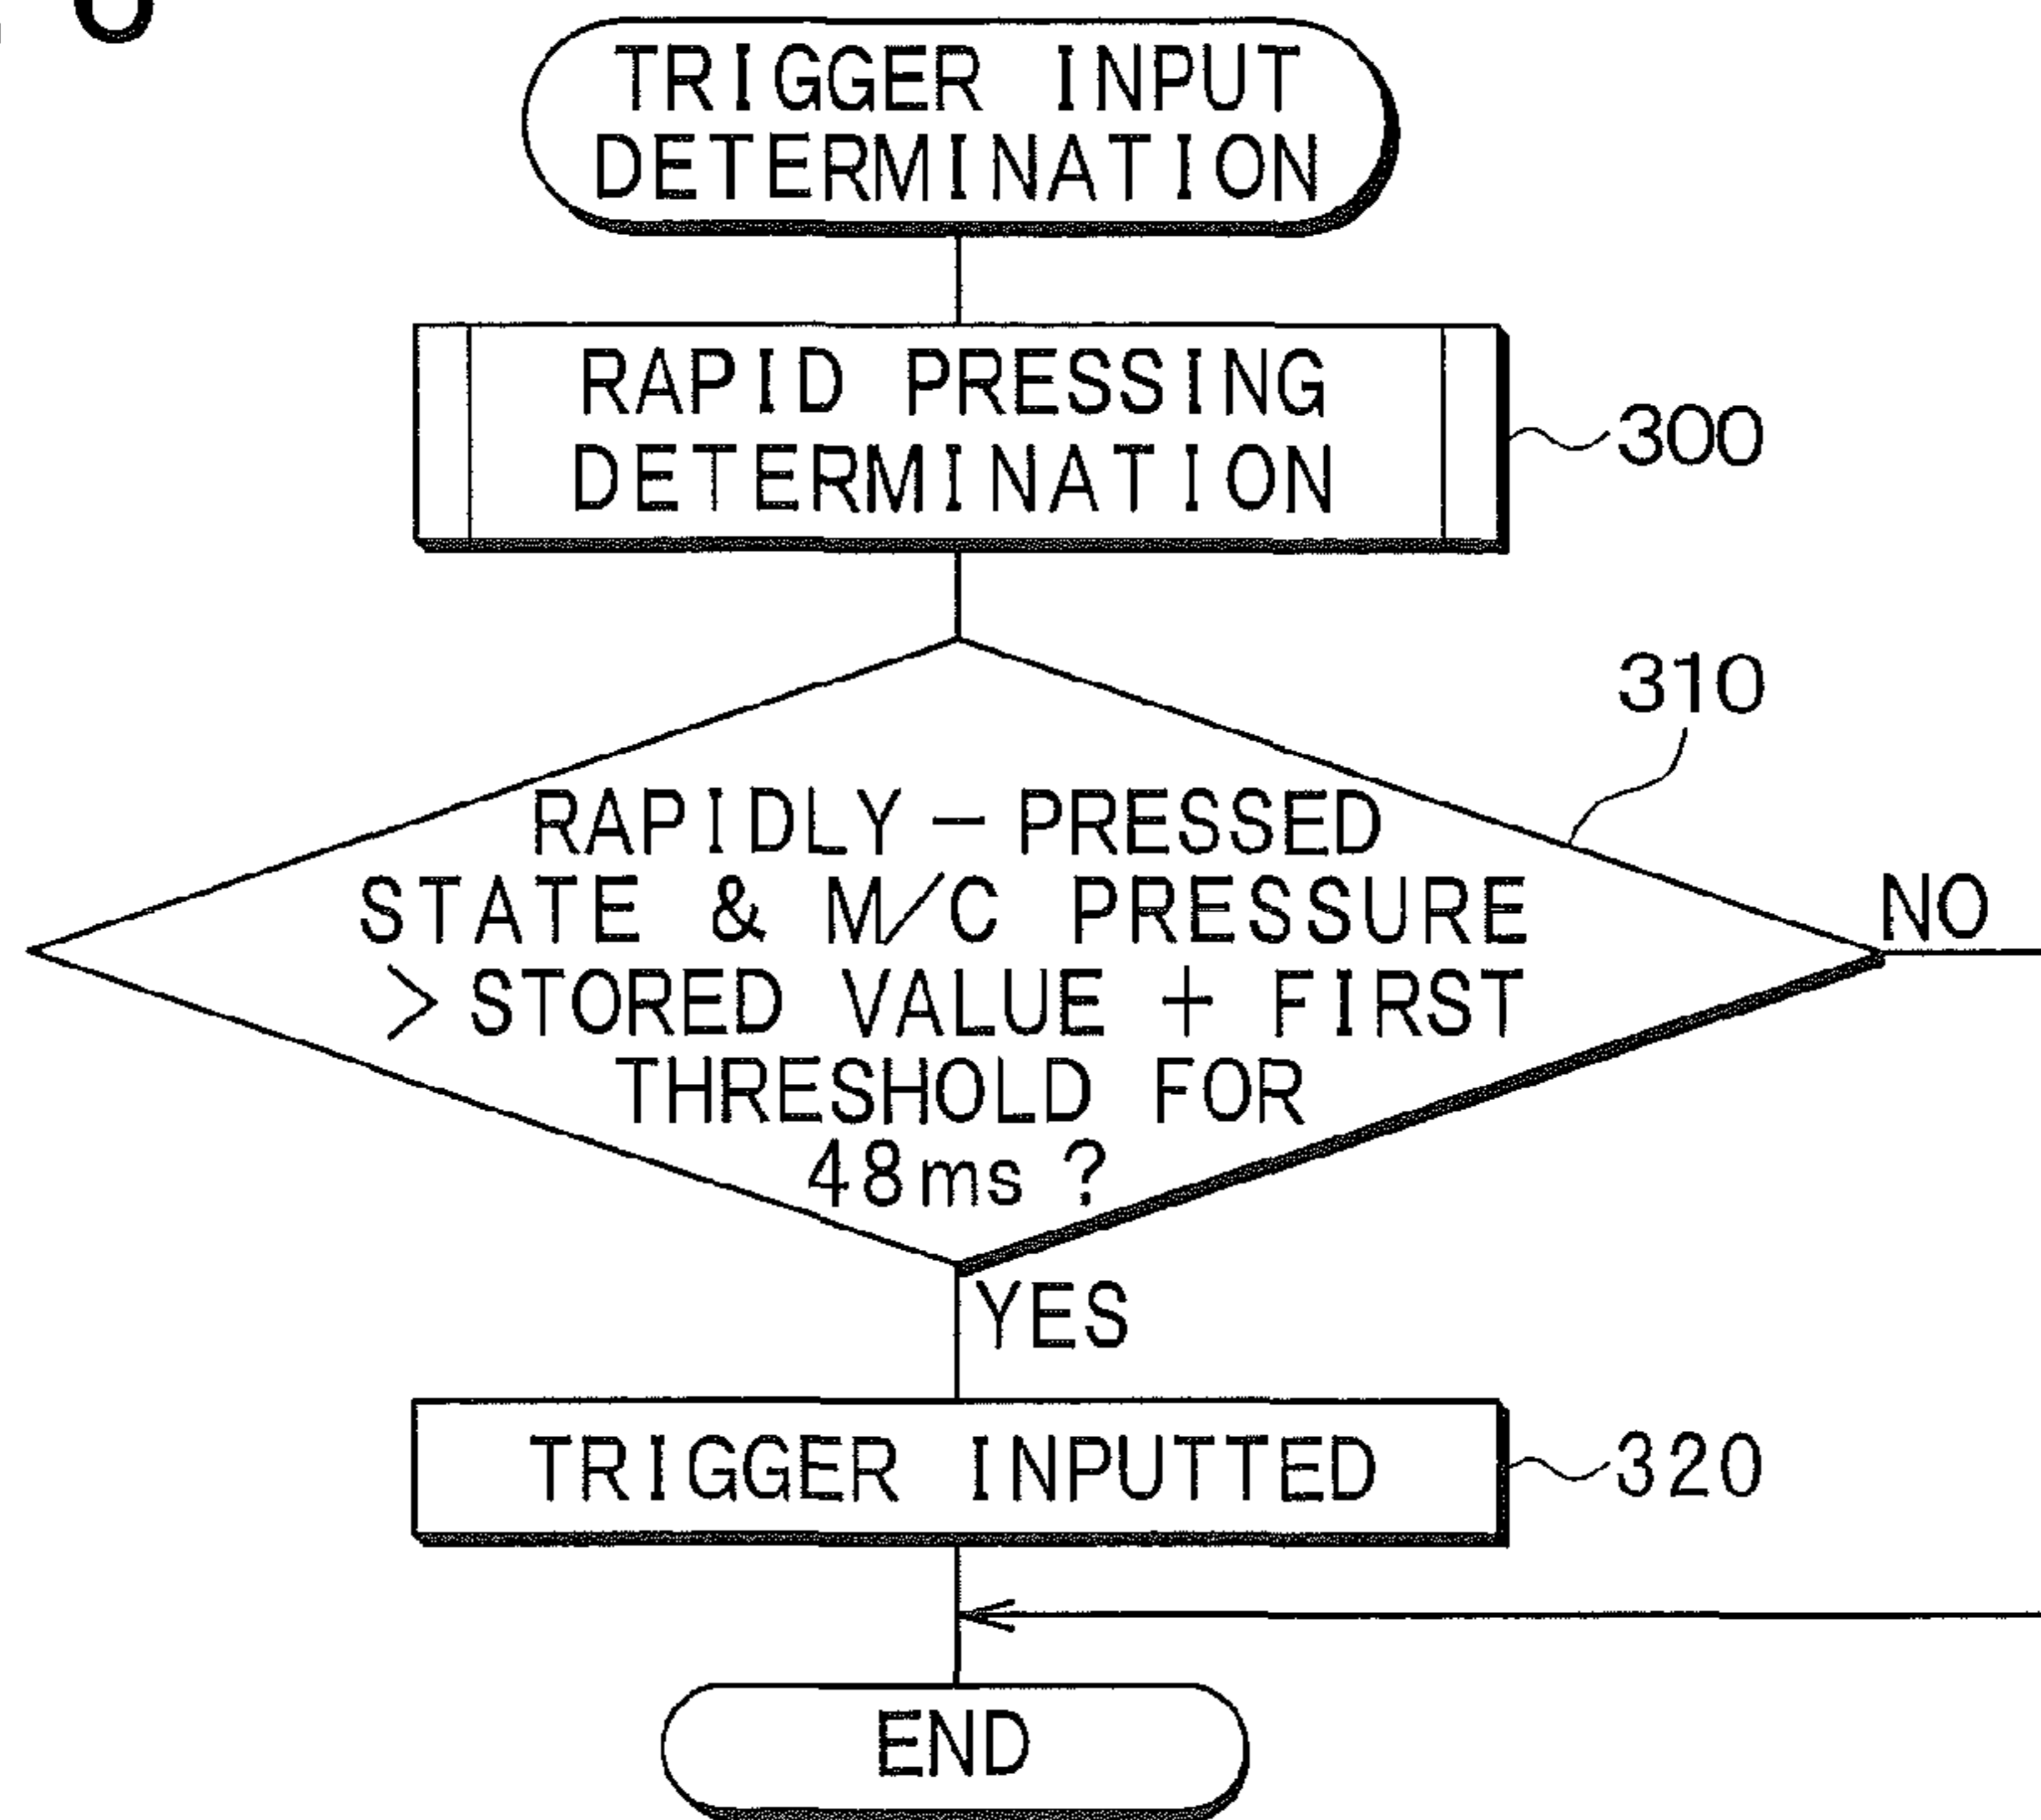 TRIGGER INPUT
DETERMINATION
RAPID PRESSING
DETERMINATION
300
310
RAPIDLY-PRESSED
STATE & M/C PRESSURE
>STORED VALUE + FIRST
THRESHOLD FOR
48ms ?
NO
YES
TRIGGER INPUTTED
320
END